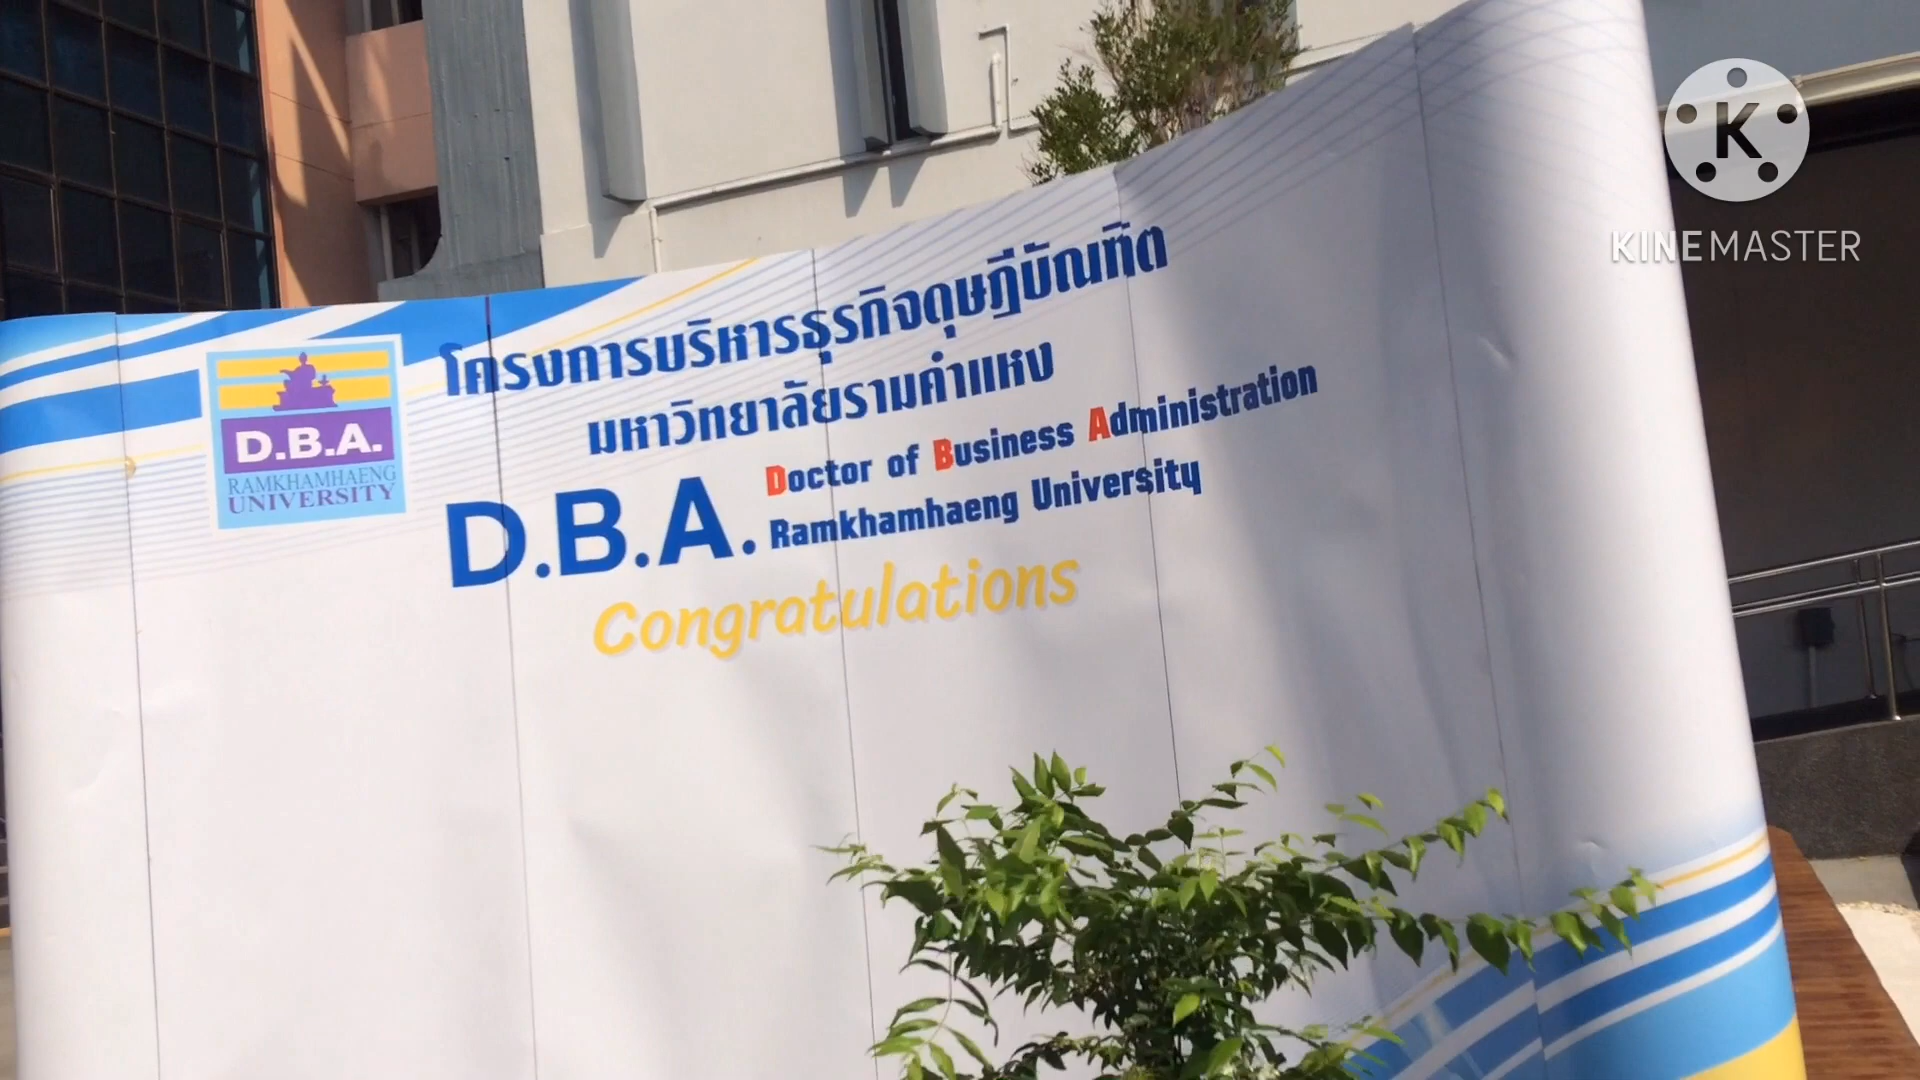 โครงการบริหารธุรกิจดุษฎีบัณฑิต
มหาวิทยาลัยรามคำแหง
D.B.A.
Doctor of Business Administration
Ramkhamhaeng University
Congratulations
D.B.A.
RAMKHAMHAENG
UNIVERSITY
K
KINEMASTER